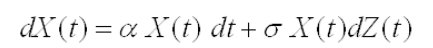 dX(t) = α X(t) dt + σ X(t)dZ(t)